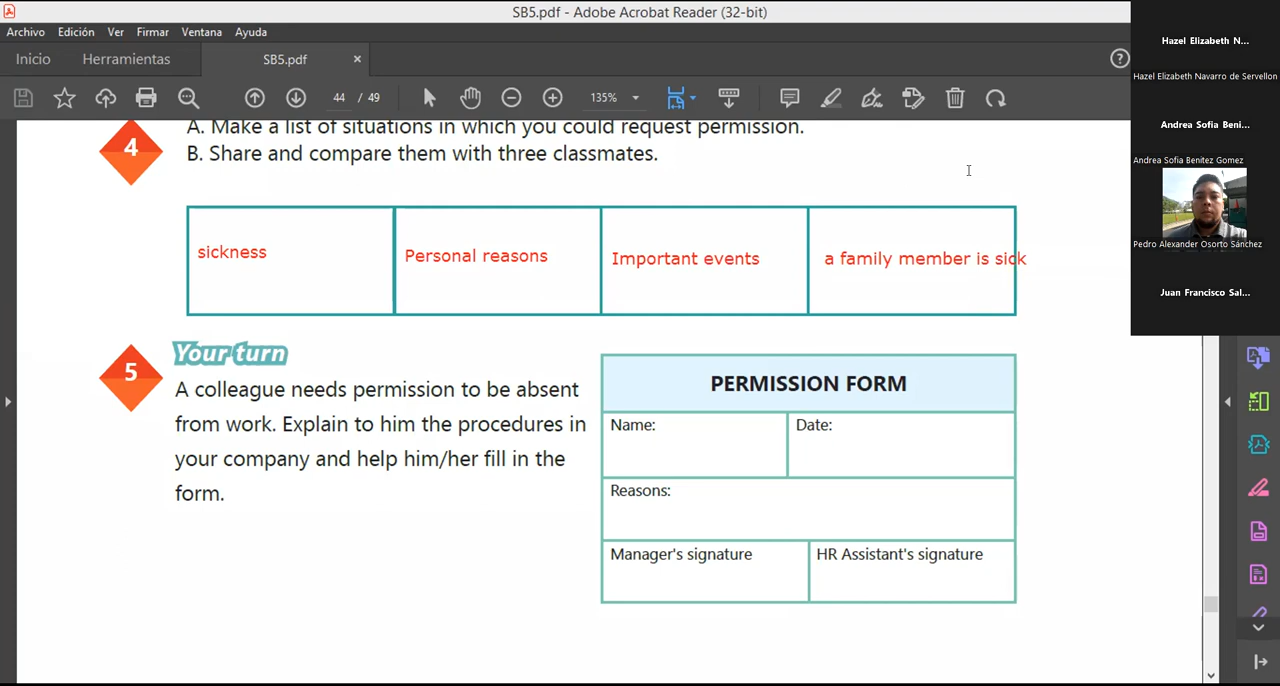 SB5.pdf - Adobe Acrobat Reader (32-bit)
Archivo Edición Ver Firmar Ventana Ayuda
Inicio Herramientas SB5.pdf ×
44 / 49 135%
A. Make a list of situations in which you could request permission.
4
B. Share and compare them with three classmates.
sickness Personal reasons Important events a family member is sick
5
Your turn
A colleague needs permission to be absent
from work. Explain to him the procedures in
your company and help him/her fill in the
form.
PERMISSION FORM
Name: Date:
Reasons:
Manager's signature HR Assistant's signature
Hazel Elizabeth N...
Hazel Elizabeth Navarro de Servellon
Andrea Sofia Beni...
Andrea Sofia Benitez Gomez
Pedro Alexander Osorto Sánchez
Juan Francisco Sal...